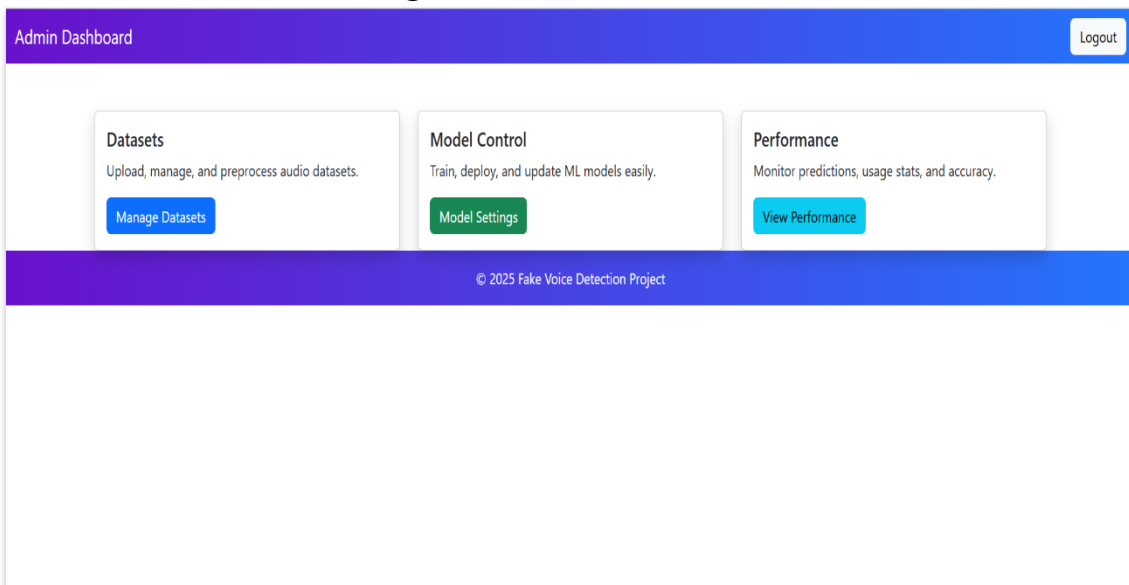 Admin Dashboard
Logout
Datasets
Upload, manage, and preprocess audio datasets.
Manage Datasets
Model Control
Train, deploy, and update ML models easily.
Model Settings
Performance
Monitor predictions, usage stats, and accuracy.
View Performance
© 2025 Fake Voice Detection Project